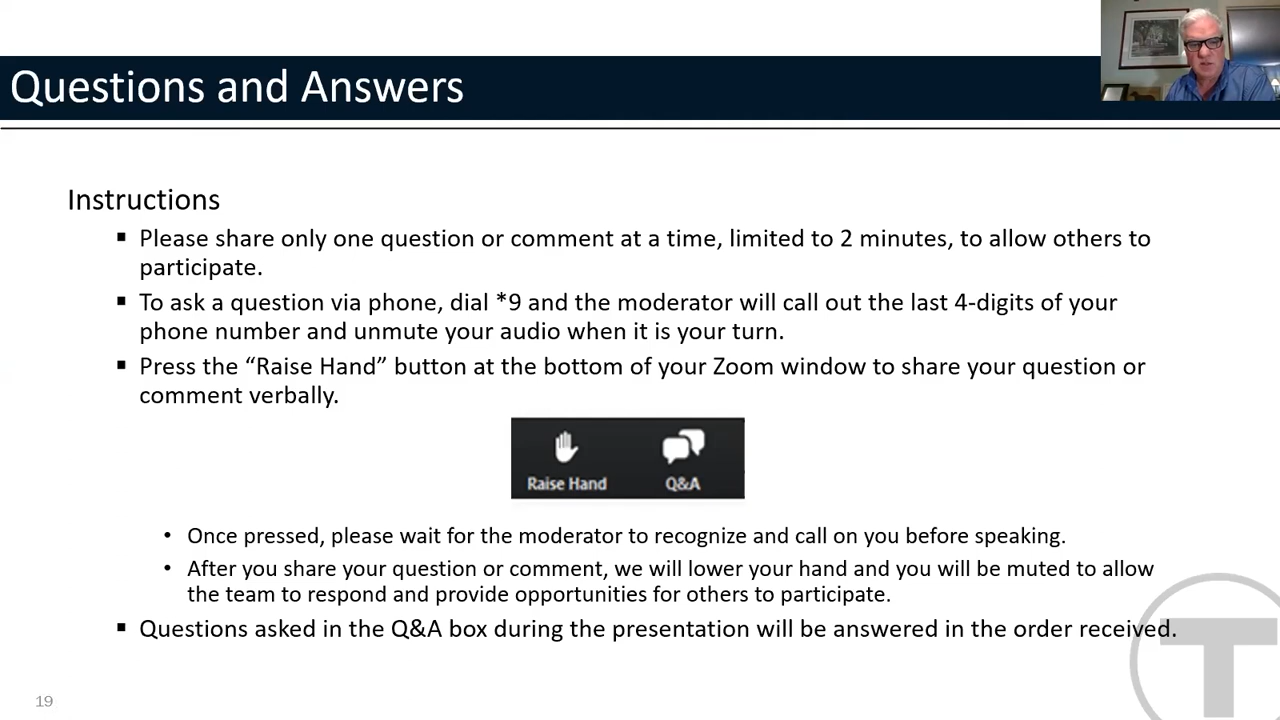 Questions and Answers
Instructions
▪ Please share only one question or comment at a time, limited to 2 minutes, to allow others to
participate.
▪ To ask a question via phone, dial *9 and the moderator will call out the last 4-digits of your
phone number and unmute your audio when it is your turn.
▪ Press the “Raise Hand” button at the bottom of your Zoom window to share your question or
comment verbally.
Raise Hand Q&A
• Once pressed, please wait for the moderator to recognize and call on you before speaking.
• After you share your question or comment, we will lower your hand and you will be muted to allow
the team to respond and provide opportunities for others to participate.
▪ Questions asked in the Q&A box during the presentation will be answered in the order received.
T
19